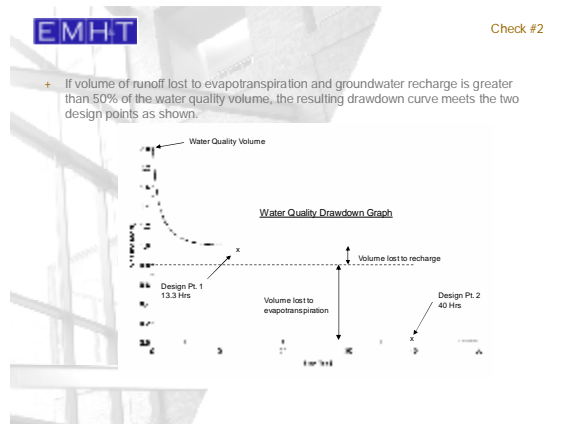 EMH+T
Check #2
+ If volume of runoff lost to evapotranspiration and groundwater recharge is greater
than 50% of the water quality volume, the resulting drawdown curve meets the two
design points as shown.
Water Quality Volume
Water Quality Drawdown Graph
x
Volume lost to recharge
Design Pt. 1
13.3 Hrs
Volume lost to
evapotranspiration
Design Pt. 2
40 Hrs
x